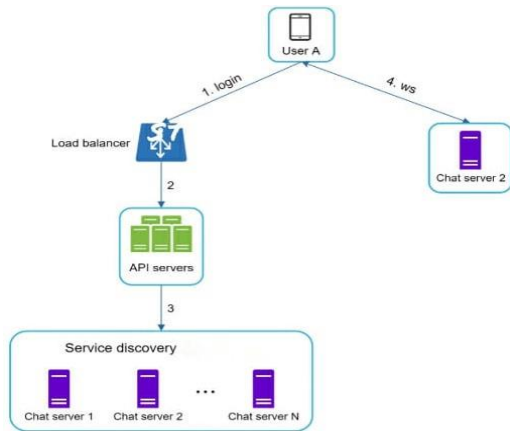 User A
1. login
4. ws
Load balancer
Chat server 2
2
API servers
3
Service discovery
...
Chat server 1
Chat server 2
Chat server N